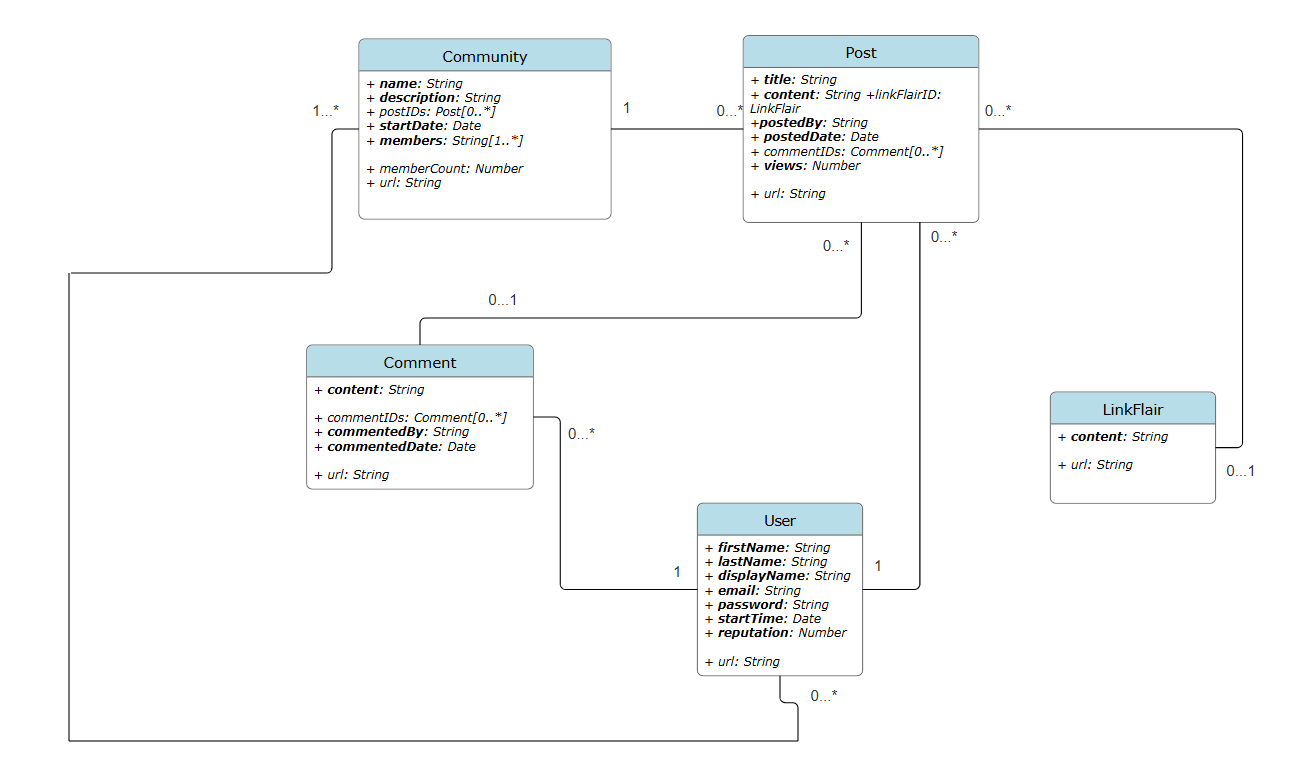 Community
+ name: String
+ description: String
+ postIDs: Post[0..*]
+ startDate: Date
+ members: String[1..*]
+ memberCount: Number
+ url: String
1...*
1
0...*
Post
+ title: String
+ content: String +linkFlairID:
LinkFlair
+postedBy: String
+ postedDate: Date
+ commentIDs: Comment[0..*]
+ views: Number
+ url: String
0...*
0...*
0...*
0...1
Comment
+ content: String
+ commentIDs: Comment[0..*]
+ commentedBy: String
+ commentedDate: Date
+ url: String
0...*
LinkFlair
+ content: String
+ url: String
0...1
User
+ firstName: String
+ lastName: String
+ displayName: String
+ email: String
+ password: String
+ startTime: Date
+ reputation: Number
+ url: String
1
1
0...*